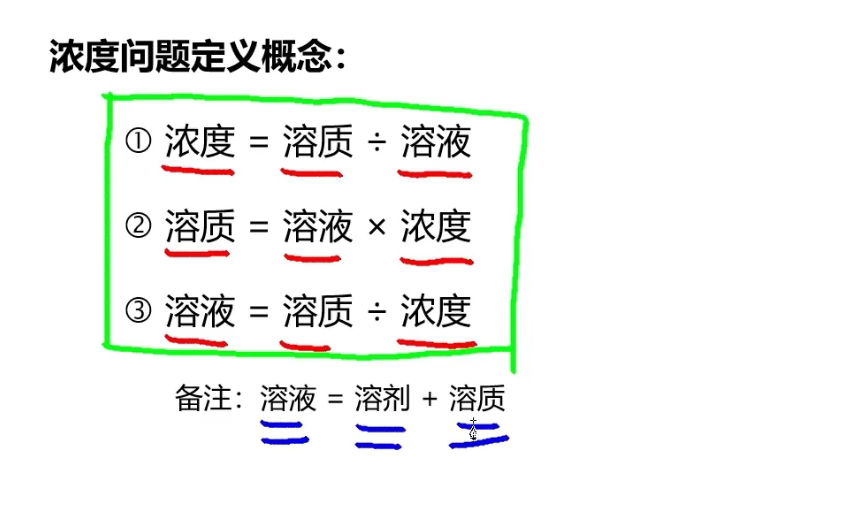 浓度问题定义概念：
① 浓度 = 溶质 ÷ 溶液
② 溶质 = 溶液 × 浓度
③ 溶液 = 溶质 ÷ 浓度
备注：溶液 = 溶剂 + 溶质